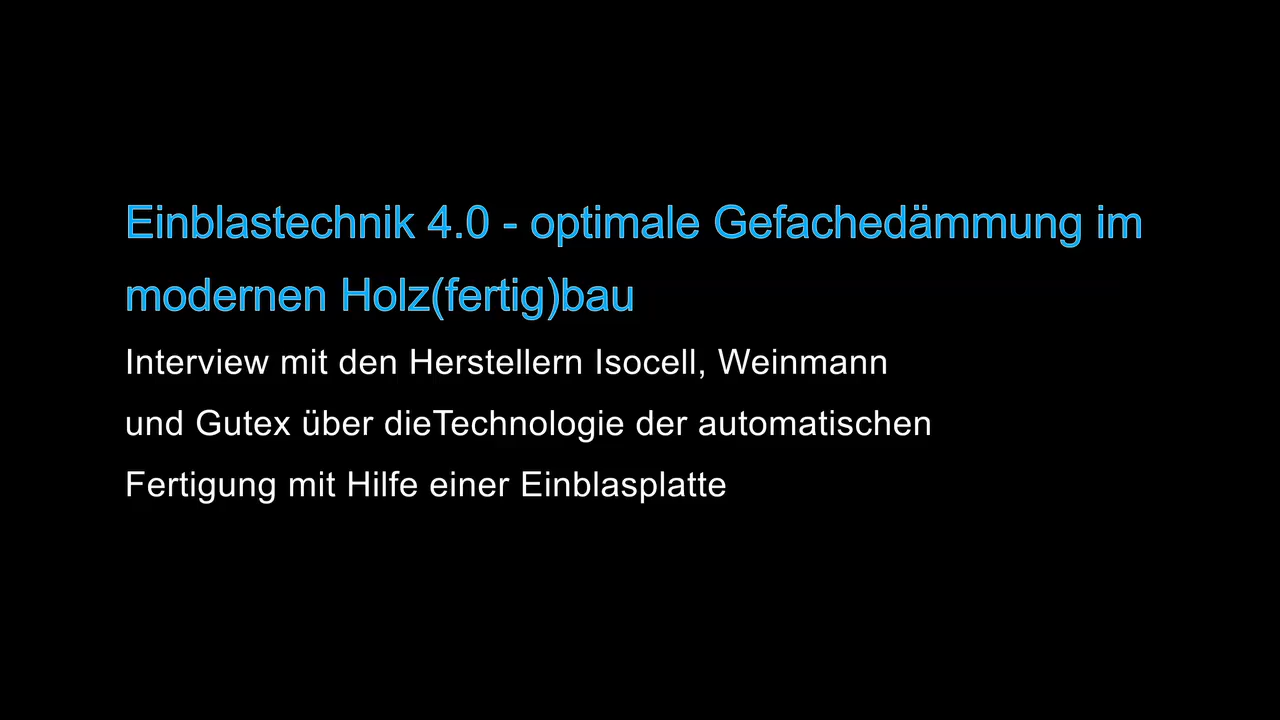 Einblastechnik 4.0 - optimale Gefachedämmung im
modernen Holz(fertig)bau
Interview mit den Herstellern Isocell, Weinmann
und Gutex über dieTechnologie der automatischen
Fertigung mit Hilfe einer Einblasplatte